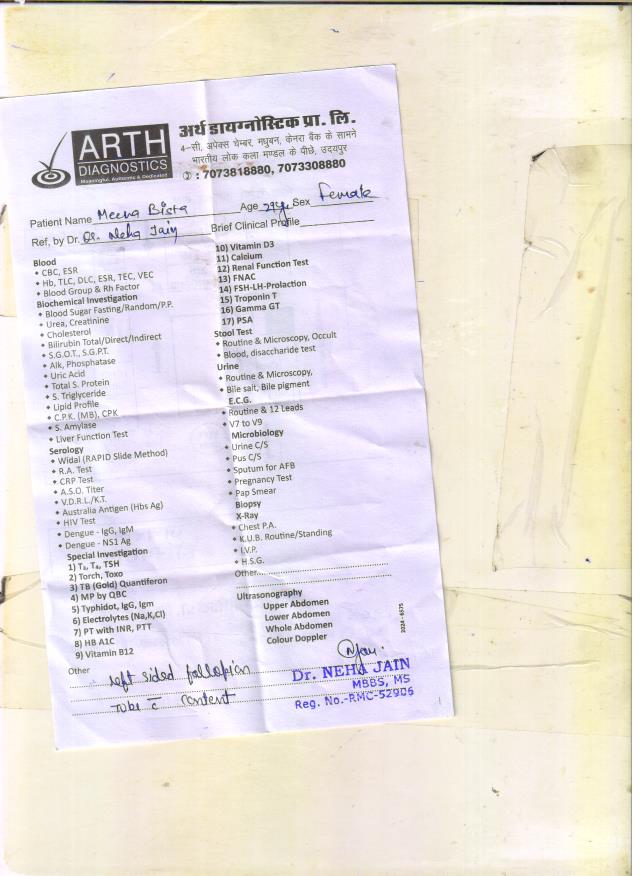 ARTH
DIAGNOSTICS
Meaningful, Authentic & Dedicated
अर्थ डायग्नोस्टिक प्रा. लि.
4-सी, अपेक्स चेम्बर, मधुबन, केनरा बैंक के सामने
भारतीय लोक कला मण्डल के पीछे, उदयपुर
✆ : 7073818880, 7073308880
Patient Name Meena Bista Age 29y Sex Female
Ref, by Dr. Dr. Neha Jain Brief Clinical Profile
Blood
• CBC, ESR
• Hb, TLC, DLC, ESR, TEC, VEC
• Blood Group & Rh Factor
Biochemical Investigation
• Blood Sugar Fasting/Random/P.P.
• Urea, Creatinine
• Cholesterol
• Bilirubin Total/Direct/Indirect
• S.G.O.T., S.G.P.T.
• Alk, Phosphatase
• Uric Acid
• Total S. Protein
• S. Triglyceride
• Lipid Profile
• C.P.K. (MB), CPK
• S. Amylase
• Liver Function Test
Serology
• Widal (RAPID Slide Method)
• R.A. Test
• CRP Test
• A.S.O. Titer
• V.D.R.L./K.T.
• Australia Antigen (Hbs Ag)
• HIV Test
• Dengue - IgG, IgM
• Dengue - NS1 Ag
Special Investigation
1) T₃, T₄, TSH
2) Torch, Toxo
3) TB (Gold) Quantiferon
4) MP by QBC
5) Typhidot, IgG, Igm
6) Electrolytes (Na,K,Cl)
7) PT with INR, PTT
8) HB A1C
9) Vitamin B12
10) Vitamin D3
11) Calcium
12) Renal Function Test
13) FNAC
14) FSH-LH-Prolaction
15) Troponin T
16) Gamma GT
17) PSA
Stool Test
• Routine & Microscopy, Occult
• Blood, disaccharide test
Urine
• Routine & Microscopy,
• Bile salt, Bile pigment
E.C.G.
• Routine & 12 Leads
• V7 to V9
Microbiology
• Urine C/S
• Pus C/S
• Sputum for AFB
• Pregnancy Test
• Pap Smear
Biopsy
X-Ray
• Chest P.A.
• K.U.B. Routine/Standing
• I.V.P.
• H.S.G.
Other
Ultrasonography
Upper Abdomen
Lower Abdomen
Whole Abdomen
Colour Doppler
2024 - 6575
Other left sided fallopian
tube c̄ content
NJain.
Dr. NEHA JAIN
MBBS, MS
Reg. No.-RMC-52906